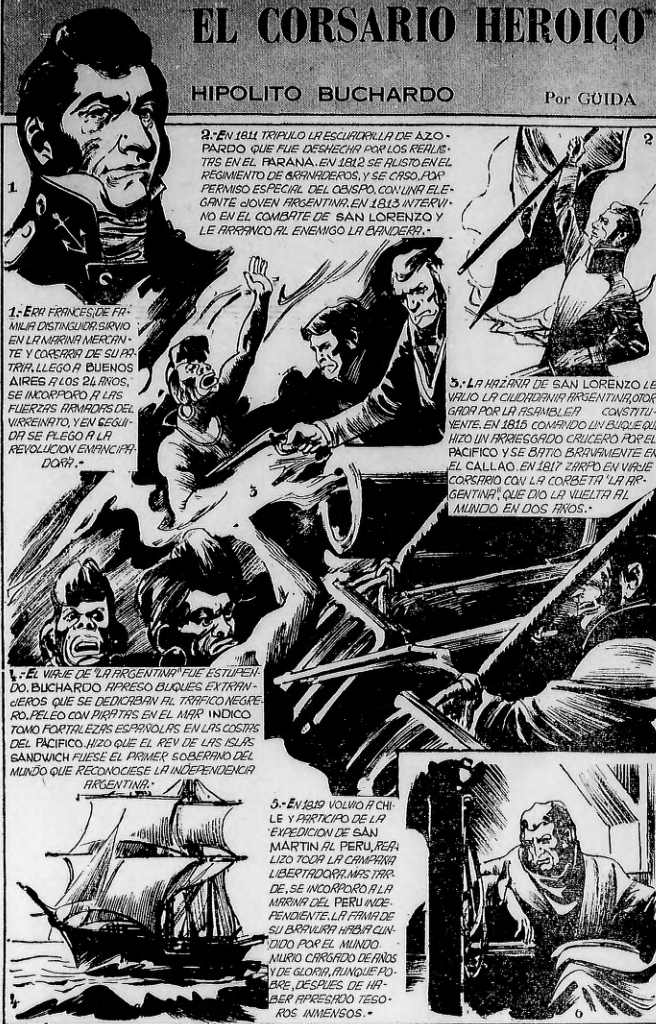 EL CORSARIO HEROICO
HIPOLITO BUCHARDO
Por GÜIDA
1
1.- ERA FRANCES, DE FA-
MILIA DISTINGUIDA. SIRVIO
EN LA MARINA MERCAN-
TE Y CORSARIA DE SU PA-
TRIA. LLEGO A BUENOS
AIRES A LOS 24 AÑOS,
SE INCORPORO A LAS
FUERZAS ARMADAS DEL
VIRREINATO, Y EN SEGUI-
DA SE PLEGO A LA
REVOLUCION EMANCIPA-
DORA.-
2.- EN 1811 TRIPULO LA ESCUADRILLA DE AZO-
PARDO QUE FUE DESHECHA POR LOS REALIS-
TAS EN EL PARANA. EN 1812 SE ALISTO EN EL
REGIMIENTO DE GRANADEROS, Y SE CASO, POR
PERMISO ESPECIAL DEL OBISPO, CON UNA ELE-
GANTE JOVEN ARGENTINA. EN 1813 INTERVI-
NO EN EL COMBATE DE SAN LORENZO Y
LE ARRANCO AL ENEMIGO LA BANDERA.-
2
3.- LA HAZAÑA DE SAN LORENZO LE
VALIO LA CIUDADANIA ARGENTINA, OTOR-
GADA POR LA ASAMBLEA CONSTITU-
YENTE. EN 1815 COMANDO UN BUQUE QUE
HIZO UN ARRIESGADO CRUCERO POR EL
PACIFICO Y SE BATIO BRAVAMENTE EN
EL CALLAO. EN 1817 ZARPO EN VIAJE
CORSARIO CON LA CORBETA "LA AR-
GENTINA", QUE DIO LA VUELTA AL
MUNDO EN DOS AÑOS.-
3
4.- EL VIAJE DE "LA ARGENTINA" FUE ESTUPEN-
DO. BUCHARDO APRESO BUQUES EXTRAN-
JEROS QUE SE DEDICABAN AL TRAFICO NEGRE-
RO. PELEO CON PIRATAS EN EL MAR INDICO
TOMO FORTALEZAS ESPAÑOLAS EN LAS COSTAS
DEL PACIFICO. HIZO QUE EL REY DE LAS ISLAS
SANDWICH FUESE EL PRIMER SOBERANO DEL
MUNDO QUE RECONOCIESE LA INDEPENDENCIA
ARGENTINA.-
4
5.- EN 1819 VOLVIO A CHI-
LE Y PARTICIPO DE LA
EXPEDICION DE SAN
MARTIN AL PERU, REA-
LIZO TODA LA CAMPAÑA
LIBERTADORA. MAS TAR-
DE, SE INCORPORO A LA
MARINA DEL PERU INDE-
PENDIENTE. LA FAMA DE
SU BRAVURA HABIA CUN-
DIDO POR EL MUNDO.
MURIO CARGADO DE AÑOS
Y DE GLORIA, AUNQUE PO-
BRE, DESPUES DE HA-
BER APRESADO TESO-
ROS INMENSOS.-
6